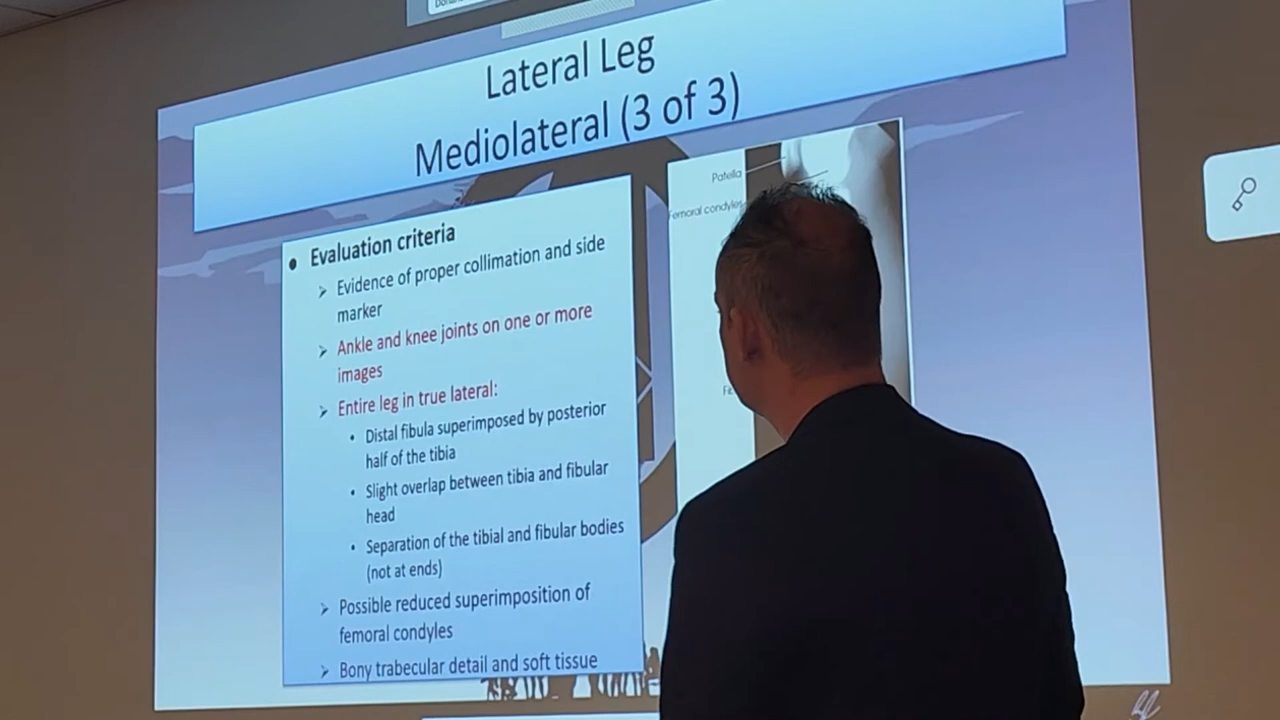 Lateral Leg
Mediolateral (3 of 3)
Evaluation criteria
Evidence of proper collimation and side
marker
Ankle and knee joints on one or more
images
Entire leg in true lateral:
Distal fibula superimposed by posterior
half of the tibia
Slight overlap between tibia and fibular
head
Separation of the tibial and fibular bodies
(not at ends)
Possible reduced superimposition of
femoral condyles
Bony trabecular detail and soft tissue
Patella
Femoral condyles